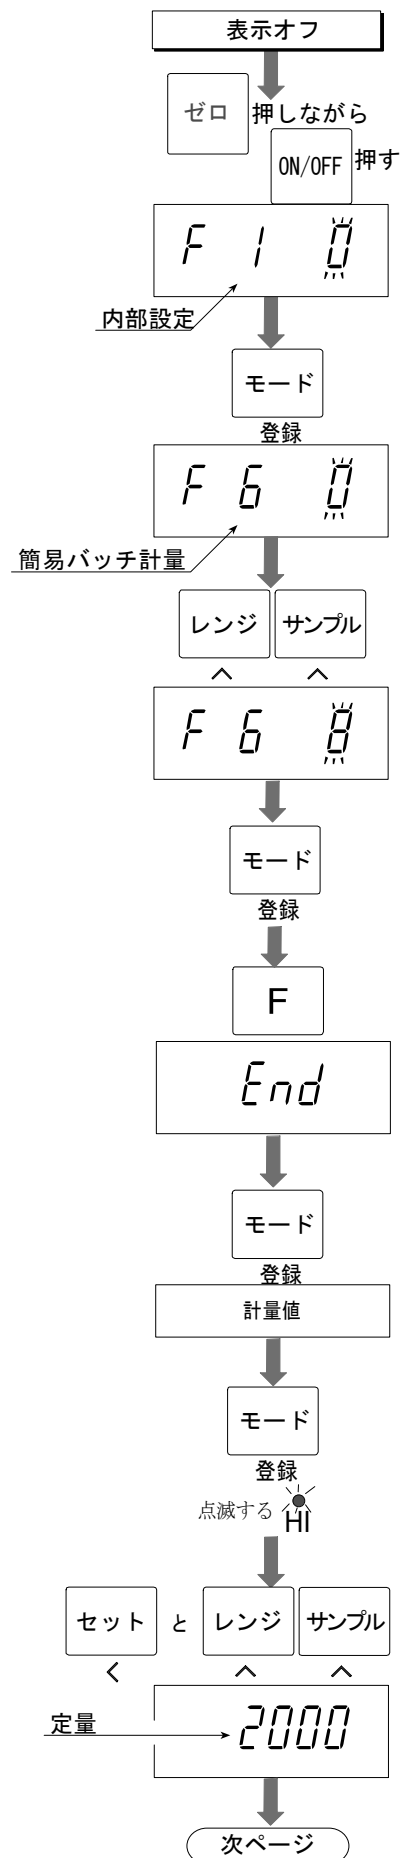 表示オフ
ゼロ 押しながら
ON/OFF 押す
F 1 0
内部設定
モード
登録
F 6 0
簡易バッチ計量
レンジ サンプル
F 6 8
モード
登録
F
End
モード
登録
計量値
モード
登録
点滅する HI
セット と レンジ サンプル
定量 2000
次ページ